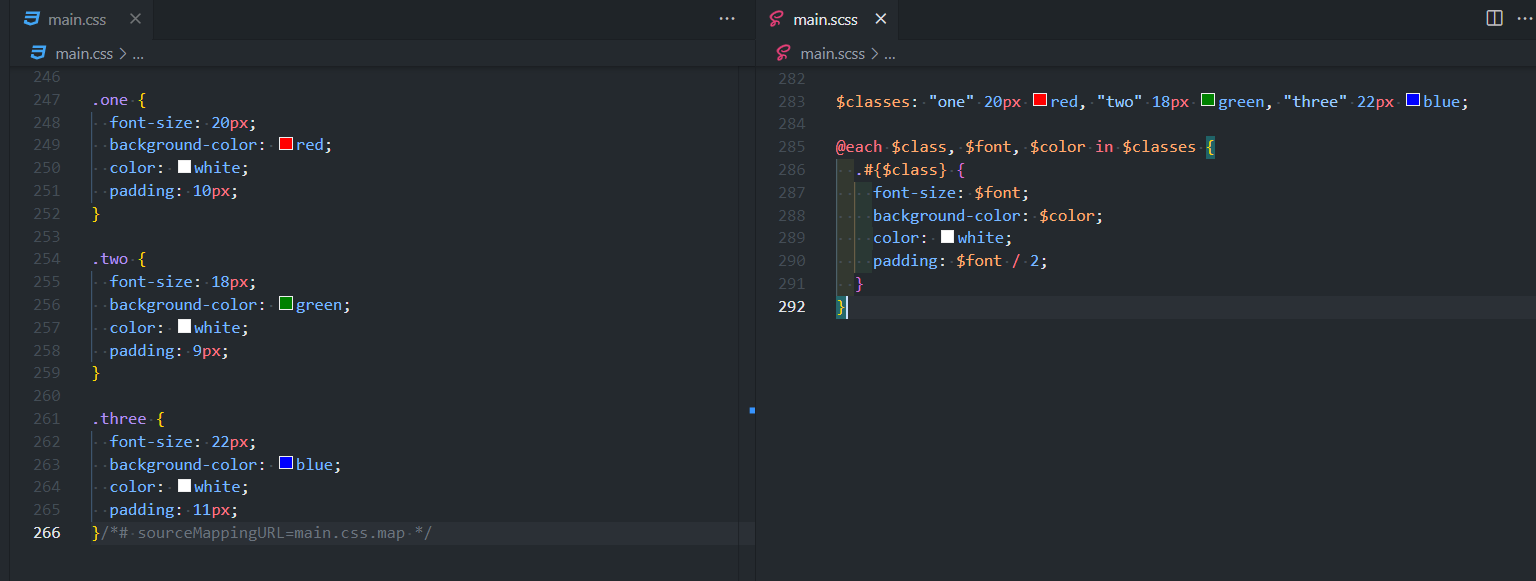 main.css
main.css > ...
246
247 .one {
248 font-size: 20px;
249 background-color: red;
250 color: white;
251 padding: 10px;
252 }
253
254 .two {
255 font-size: 18px;
256 background-color: green;
257 color: white;
258 padding: 9px;
259 }
260
261 .three {
262 font-size: 22px;
263 background-color: blue;
264 color: white;
265 padding: 11px;
266 }/*# sourceMappingURL=main.css.map */
main.scss
main.scss > ...
282
283 $classes: "one" 20px red, "two" 18px green, "three" 22px blue;
284
285 @each $class, $font, $color in $classes {
286 .#{$class} {
287 font-size: $font;
288 background-color: $color;
289 color: white;
290 padding: $font / 2;
291 }
292 }